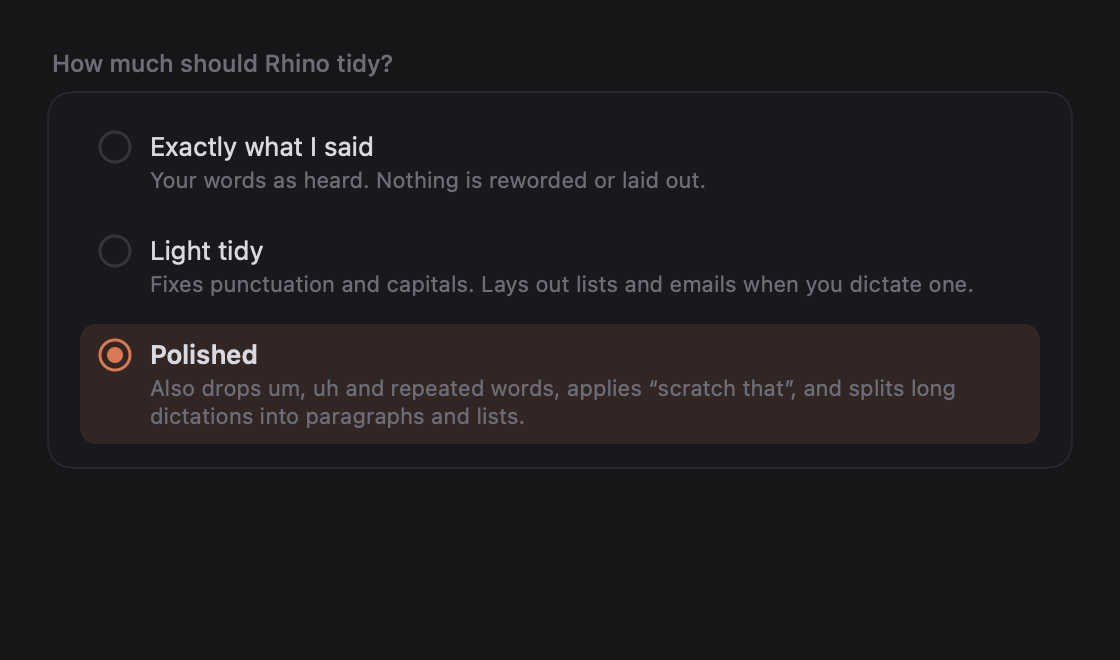 How much should Rhino tidy?
Exactly what I said
Your words as heard. Nothing is reworded or laid out.
Light tidy
Fixes punctuation and capitals. Lays out lists and emails when you dictate one.
Polished
Also drops um, uh and repeated words, applies “scratch that”, and splits long
dictations into paragraphs and lists.